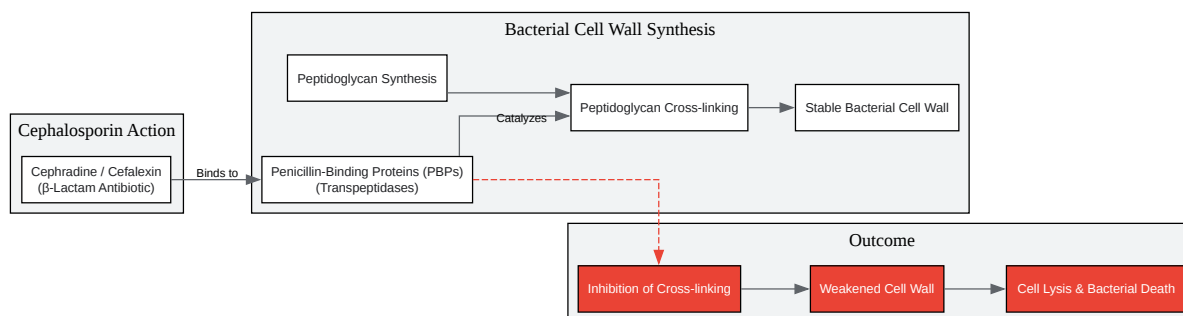 Bacterial Cell Wall Synthesis
Peptidoglycan Synthesis
Peptidoglycan Cross-linking
Stable Bacterial Cell Wall
Catalyzes
Cephalosporin Action
Cephradine / Cefalexin
(β-Lactam Antibiotic)
Binds to
Penicillin-Binding Proteins (PBPs)
(Transpeptidases)
Outcome
Inhibition of Cross-linking
Weakened Cell Wall
Cell Lysis & Bacterial Death